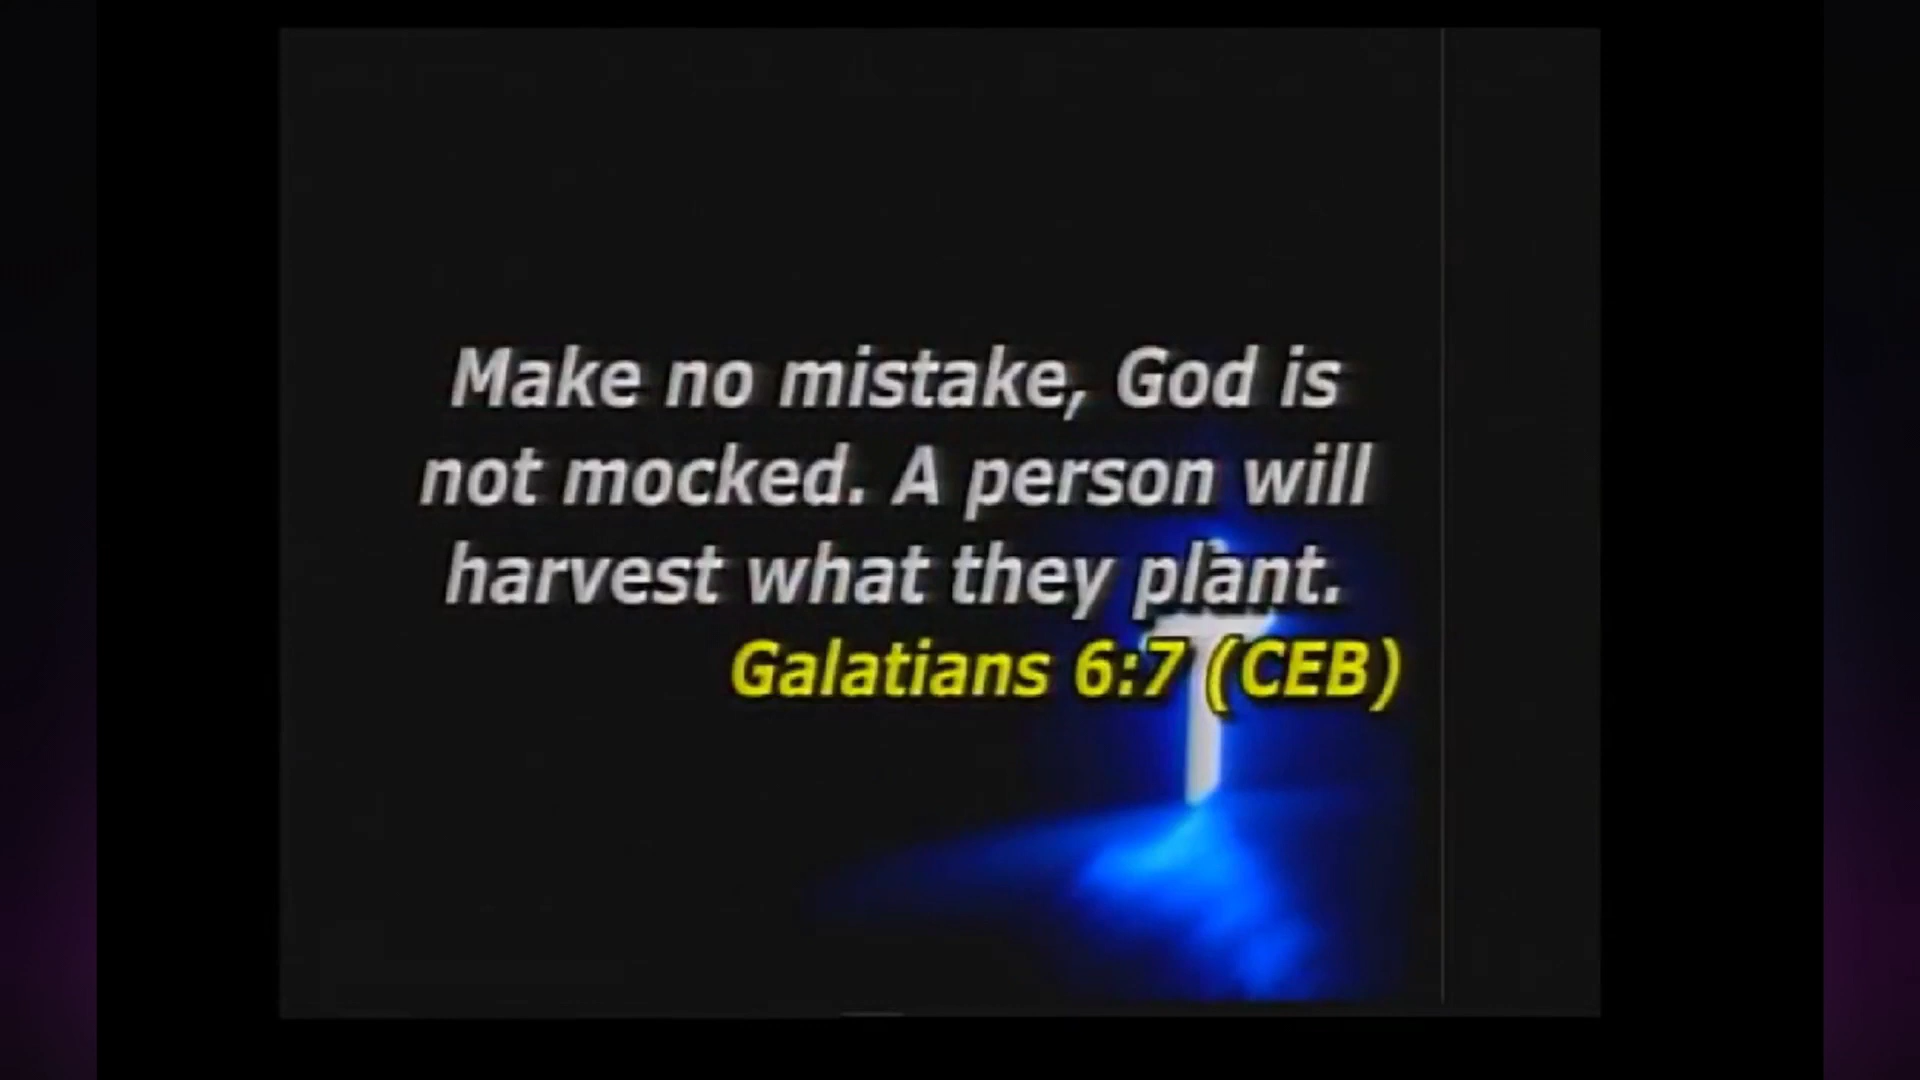 Make no mistake, God is
not mocked. A person will
harvest what they plant.
Galatians 6:7 (CEB)